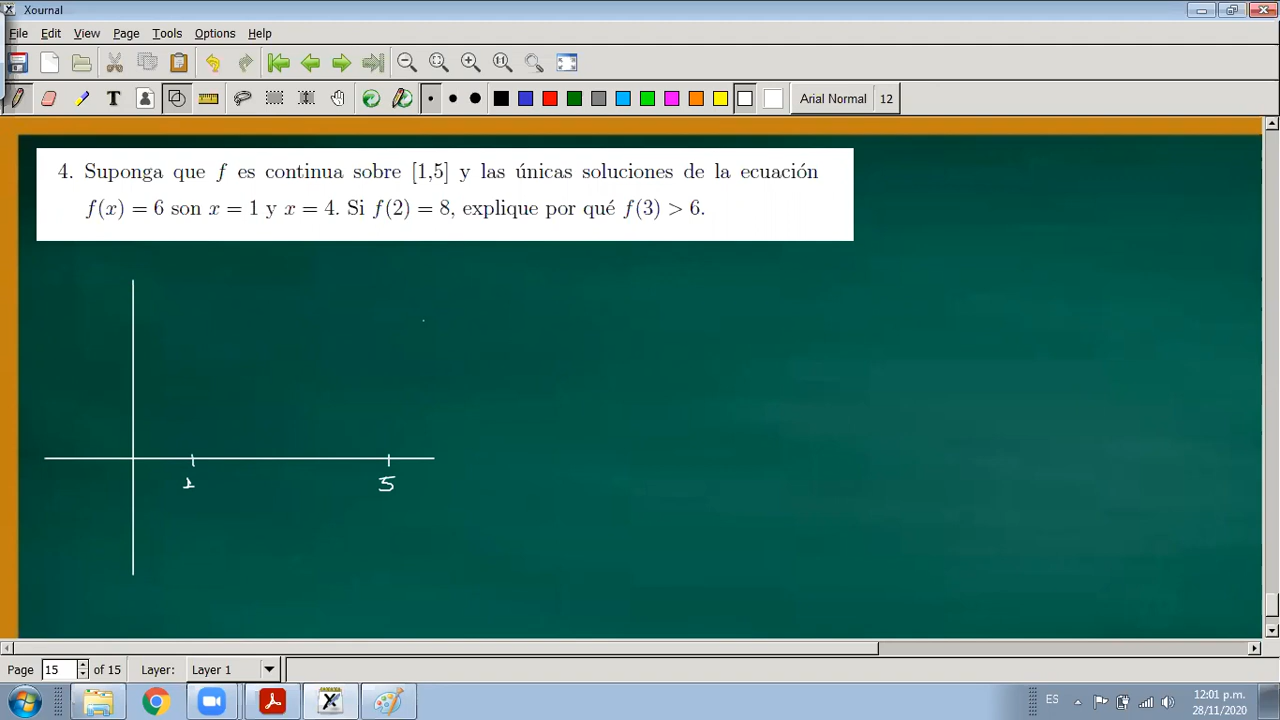 Xournal
File Edit View Page Tools Options Help
Arial Normal 12
4. Suponga que f es continua sobre [1,5] y las únicas soluciones de la ecuación
f(x) = 6 son x = 1 y x = 4. Si f(2) = 8, explique por qué f(3) > 6.
1 5
Page 15 of 15 Layer: Layer 1
ES 12:01 p.m.
28/11/2020